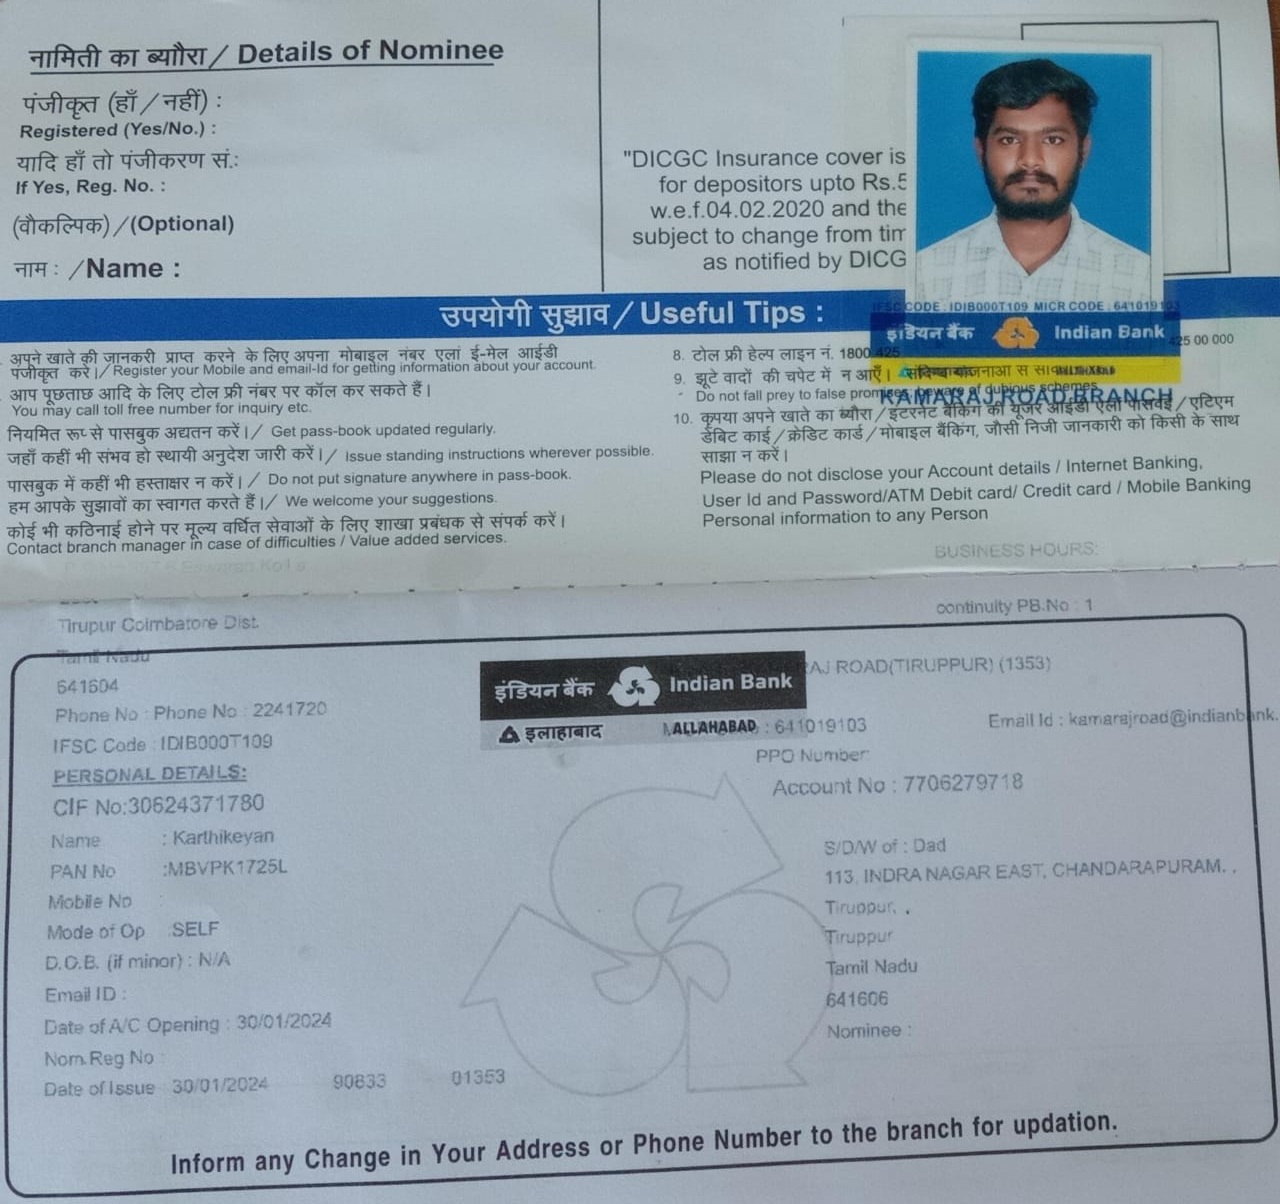 नामिती का ब्यौरा / Details of Nominee
पंजीकृत (हाँ / नहीं) :
Registered (Yes/No.) :
यादि हाँ तो पंजीकरण सं.:
If Yes, Reg. No. :
(वौकल्पिक) / (Optional)
नाम : / Name :
"DICGC Insurance cover is
for depositors upto Rs.5
w.e.f.04.02.2020 and the
subject to change from tim
as notified by DICG
IFSC CODE : IDIB000T109 MICR CODE : 641019103
इंडियन बैंक Indian Bank
KAMARAJ ROAD BRANCH
उपयोगी सुझाव / Useful Tips :
अपने खाते की जानकरी प्राप्त करने के लिए अपना मोबाइल नंबर एलां ई-मेल आईडी
पंजीकृत करें। / Register your Mobile and email-Id for getting information about your account.
आप पूछताछ आदि के लिए टोल फ्री नंबर पर कॉल कर सकते हैं।
You may call toll free number for inquiry etc.
नियमित रूप से पासबुक अद्यतन करें। / Get pass-book updated regularly.
जहाँ कहीं भी संभव हो स्थायी अनुदेश जारी करें। / Issue standing instructions wherever possible.
पासबुक में कहीं भी हस्ताक्षर न करें। / Do not put signature anywhere in pass-book.
हम आपके सुझावों का स्वागत करते हैं। / We welcome your suggestions.
कोई भी कठिनाई होने पर मूल्य वर्धित सेवाओं के लिए शाखा प्रबंधक से संपर्क करें।
Contact branch manager in case of difficulties / Value added services.
8. टोल फ्री हेल्प लाइन नं. 1800 425 25 00 000
9. झूटे वादों की चपेट में न आएँ।
Do not fall prey to false promises, beware of dubious schemes
10. कृपया अपने खाते का ब्यौरा / इंटरनेट बैंकिंग की यूजर आईडी एलां पासवर्ड / एटिएम
डेबिट काई / क्रेडिट कार्ड / मोबाइल बैंकिंग, जौसी निजी जानकारी को किसी के साथ
साझा न करें।
Please do not disclose your Account details / Internet Banking,
User Id and Password/ATM Debit card/ Credit card / Mobile Banking
Personal information to any Person
BUSINESS HOURS:
continuity PB.No : 1
Tirupur Coimbatore Dist.
Tamil Nadu
641604
Phone No : Phone No : 2241720
IFSC Code : IDIB000T109
इंडियन बैंक Indian Bank
इलाहाबाद ALLAHABAD
RAJ ROAD(TIRUPPUR) (1353)
: 641019103
Email Id : kamarajroad@indianbank.
PPO Number:
Account No : 7706279718
PERSONAL DETAILS:
CIF No:30624371780
Name : Karthikeyan
PAN No :MBVPK1725L
Mobile No
Mode of Op SELF
D.O.B. (if minor) : N/A
Email ID :
Date of A/C Opening : 30/01/2024
Nom Reg No :
Date of Issue 30/01/2024 90833 01353
S/D/W of : Dad
113, INDRA NAGAR EAST, CHANDARAPURAM. ,
Tiruppur, .
Tiruppur
Tamil Nadu
641606
Nominee :
Inform any Change in Your Address or Phone Number to the branch for updation.